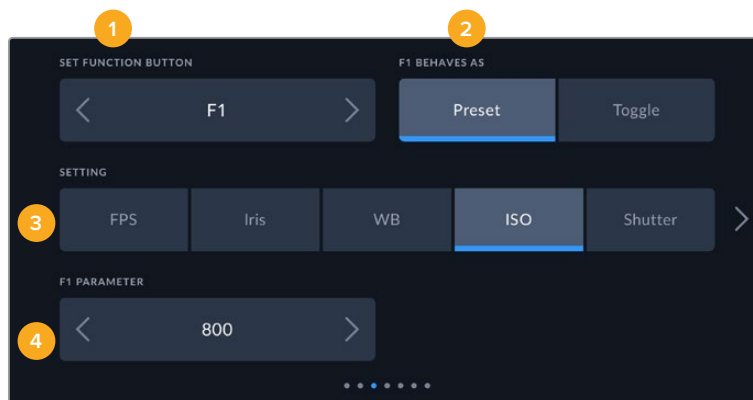 1 2
SET FUNCTION BUTTON F1 BEHAVES AS
F1 Preset Toggle
SETTING
3 FPS Iris WB ISO Shutter
F1 PARAMETER
4 800